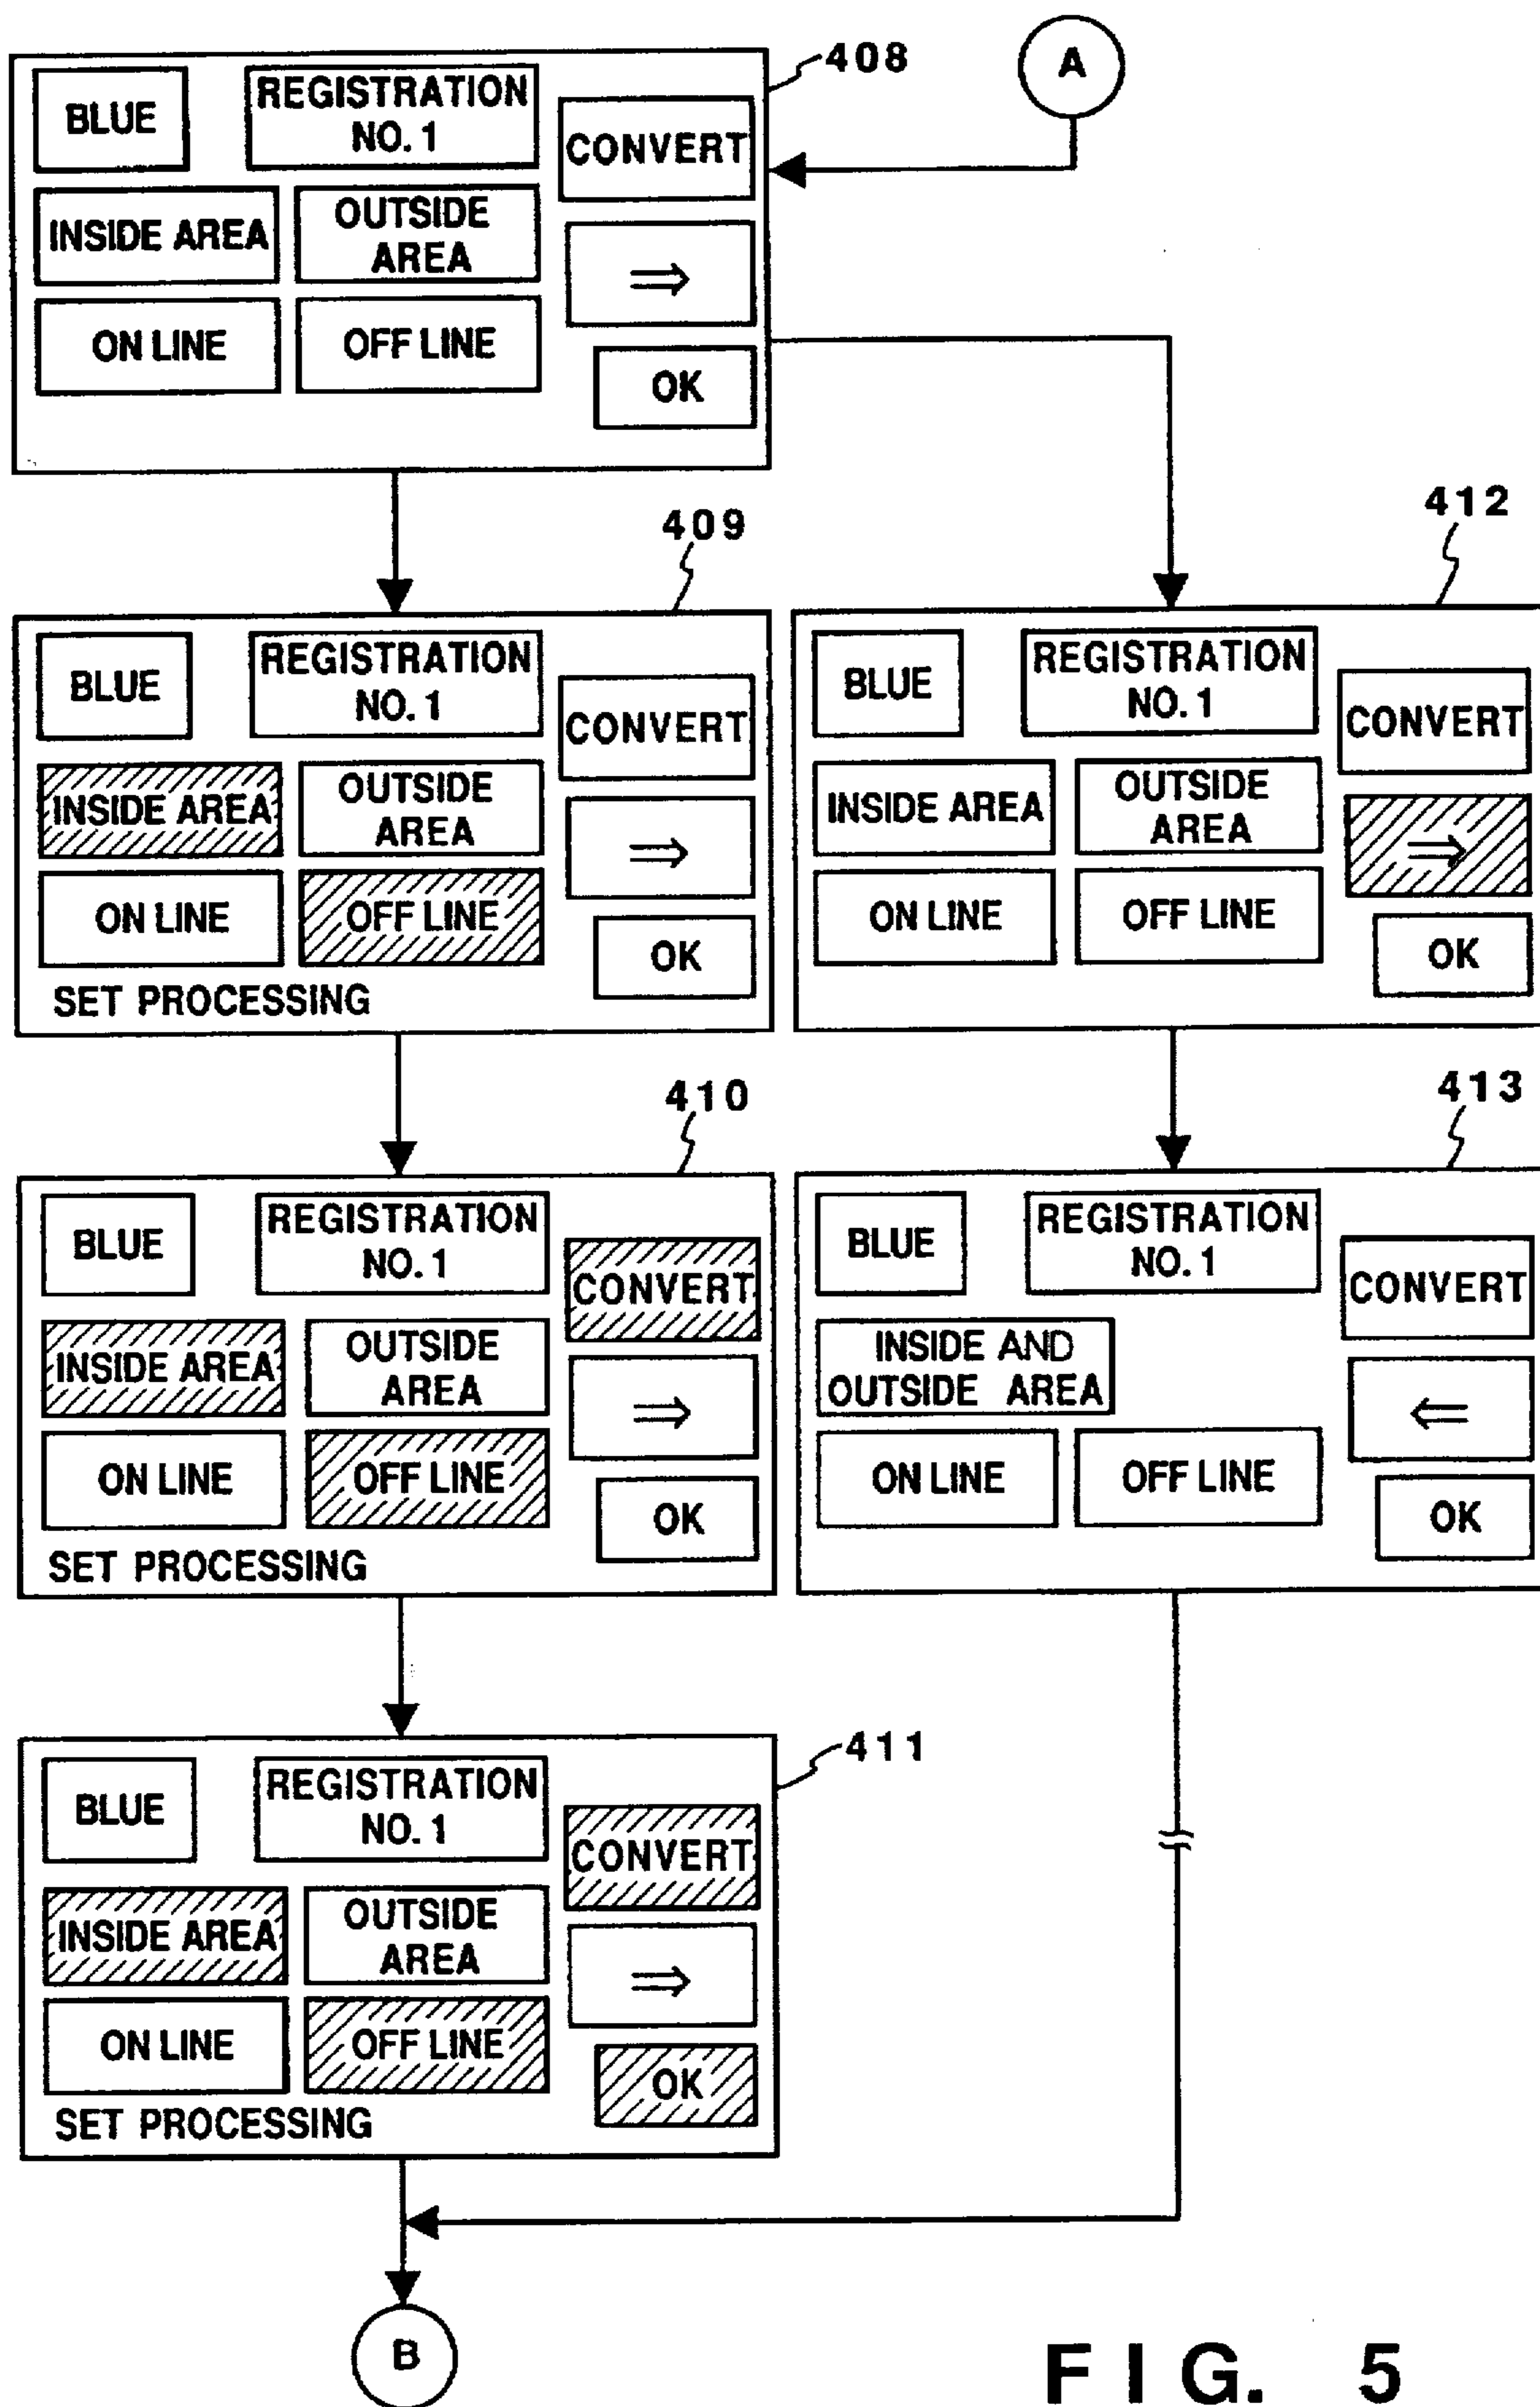 408
A
BLUE
REGISTRATION
NO. 1
CONVERT
INSIDE AREA
OUTSIDE
AREA
⇒
ON LINE
OFF LINE
OK
409
BLUE
REGISTRATION
NO. 1
CONVERT
INSIDE AREA
OUTSIDE
AREA
⇒
ON LINE
OFF LINE
OK
SET PROCESSING
412
BLUE
REGISTRATION
NO. 1
CONVERT
INSIDE AREA
OUTSIDE
AREA
⇒
ON LINE
OFF LINE
OK
410
BLUE
REGISTRATION
NO. 1
CONVERT
INSIDE AREA
OUTSIDE
AREA
⇒
ON LINE
OFF LINE
OK
SET PROCESSING
413
BLUE
REGISTRATION
NO. 1
CONVERT
INSIDE AND
OUTSIDE AREA
⇐
ON LINE
OFF LINE
OK
411
BLUE
REGISTRATION
NO. 1
CONVERT
INSIDE AREA
OUTSIDE
AREA
⇒
ON LINE
OFF LINE
OK
SET PROCESSING
B
FIG. 5